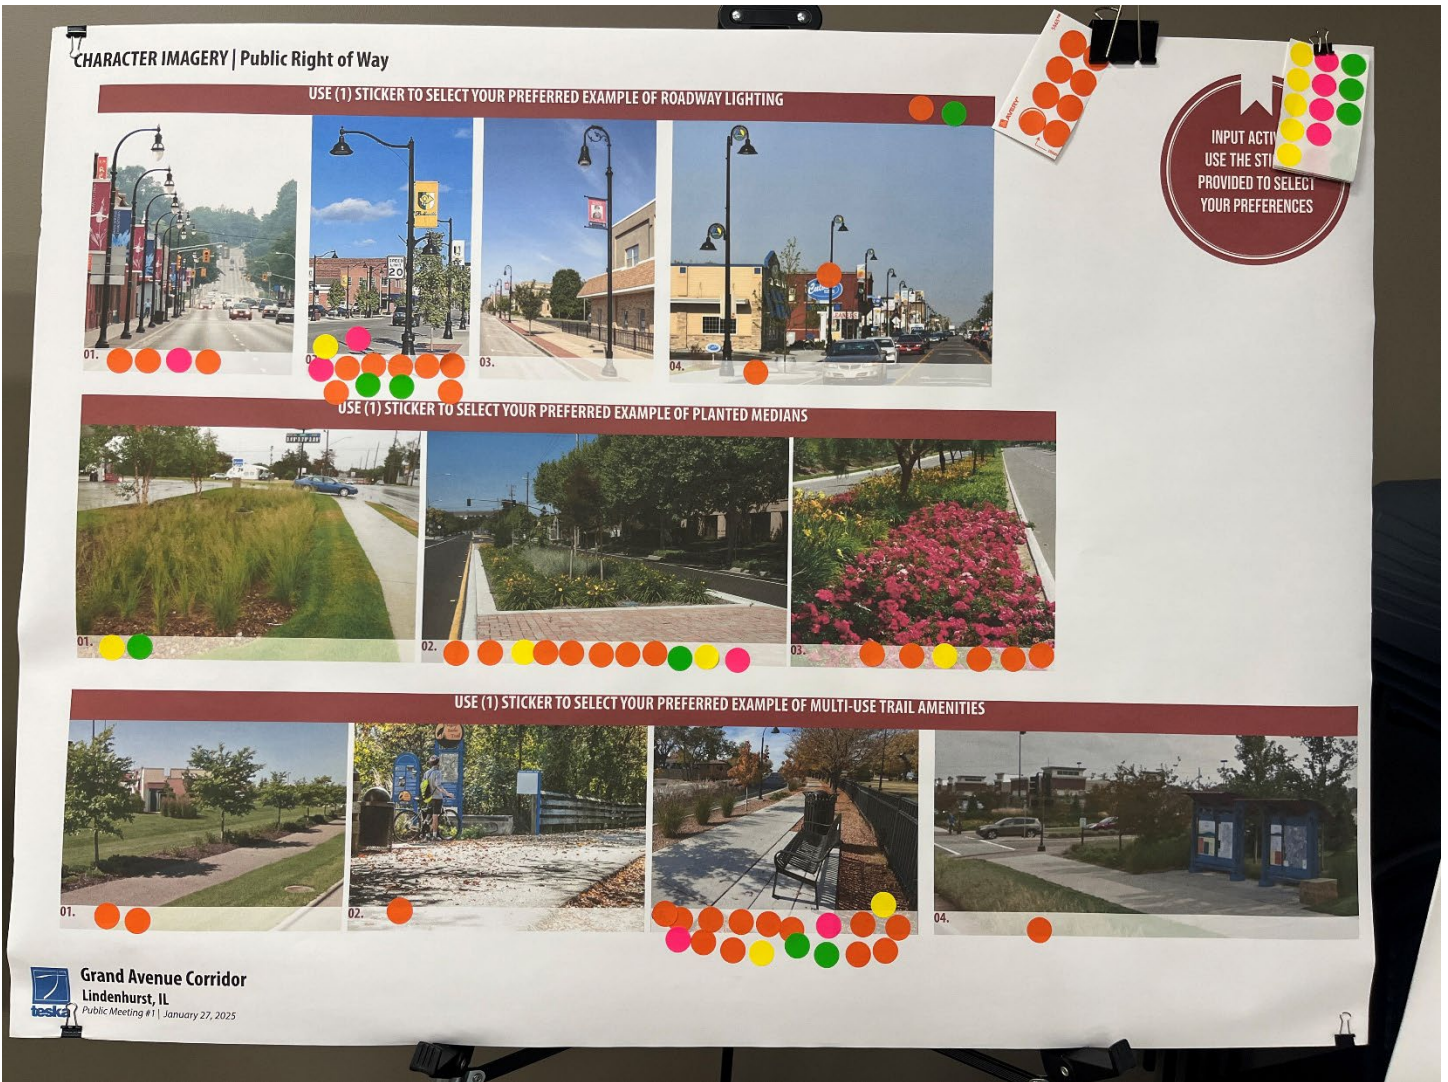 CHARACTER IMAGERY | Public Right of Way
USE (1) STICKER TO SELECT YOUR PREFERRED EXAMPLE OF ROADWAY LIGHTING
AVERY
INPUT
USE THE
PROVIDED TO SELECT
YOUR PREFERENCES
SPEED
20
01.
03.
04.
USE (1) STICKER TO SELECT YOUR PREFERRED EXAMPLE OF PLANTED MEDIANS
01.
02.
03.
USE (1) STICKER TO SELECT YOUR PREFERRED EXAMPLE OF MULTI-USE TRAIL AMENITIES
01.
02.
04.
Grand Avenue Corridor
Lindenhurst, IL
Public Meeting #1 | January 27, 2025
teska